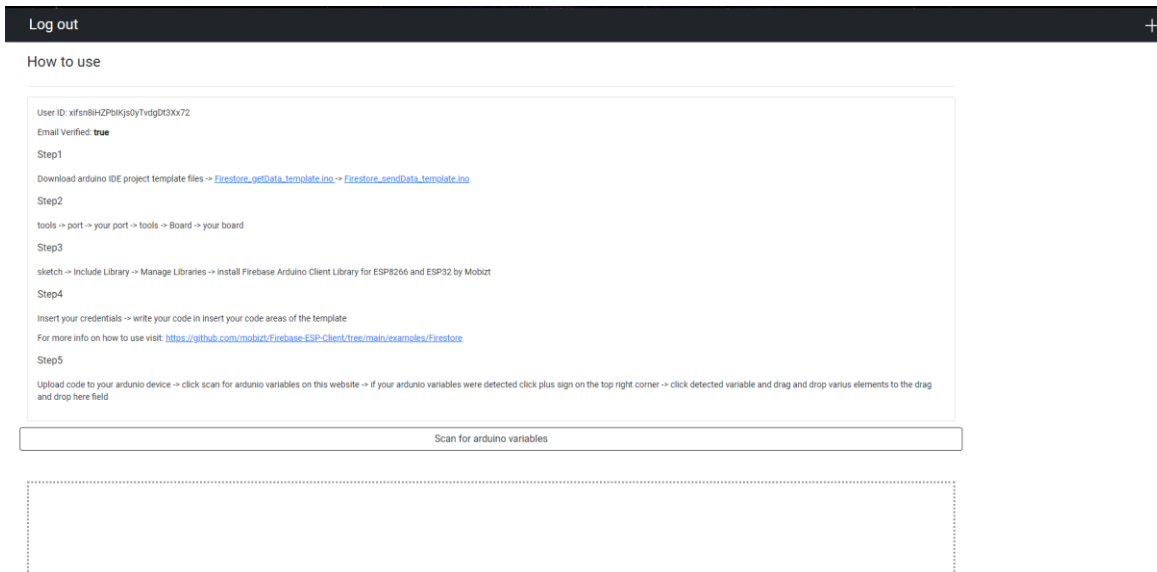 Log out
+
How to use
User ID: xifsn8iHZPbIKjs0yTvdgDt3Xx72
Email Verified: true
Step1
Download arduino IDE project template files -> Firestore_getData_template.ino -> Firestore_sendData_template.ino
Step2
tools -> port -> your port -> tools -> Board -> your board
Step3
sketch -> Include Library -> Manage Libraries -> install Firebase Arduino Client Library for ESP8266 and ESP32 by Mobizt
Step4
Insert your credentials -> write your code in insert your code areas of the template
For more info on how to use visit: https://github.com/mobizt/Firebase-ESP-Client/tree/main/examples/Firestore
Step5
Upload code to your ardunio device -> click scan for ardunio variables on this website -> if your ardunio variables were detected click plus sign on the top right corner -> click detected variable and drag and drop varius elements to the drag
and drop here field
Scan for arduino variables